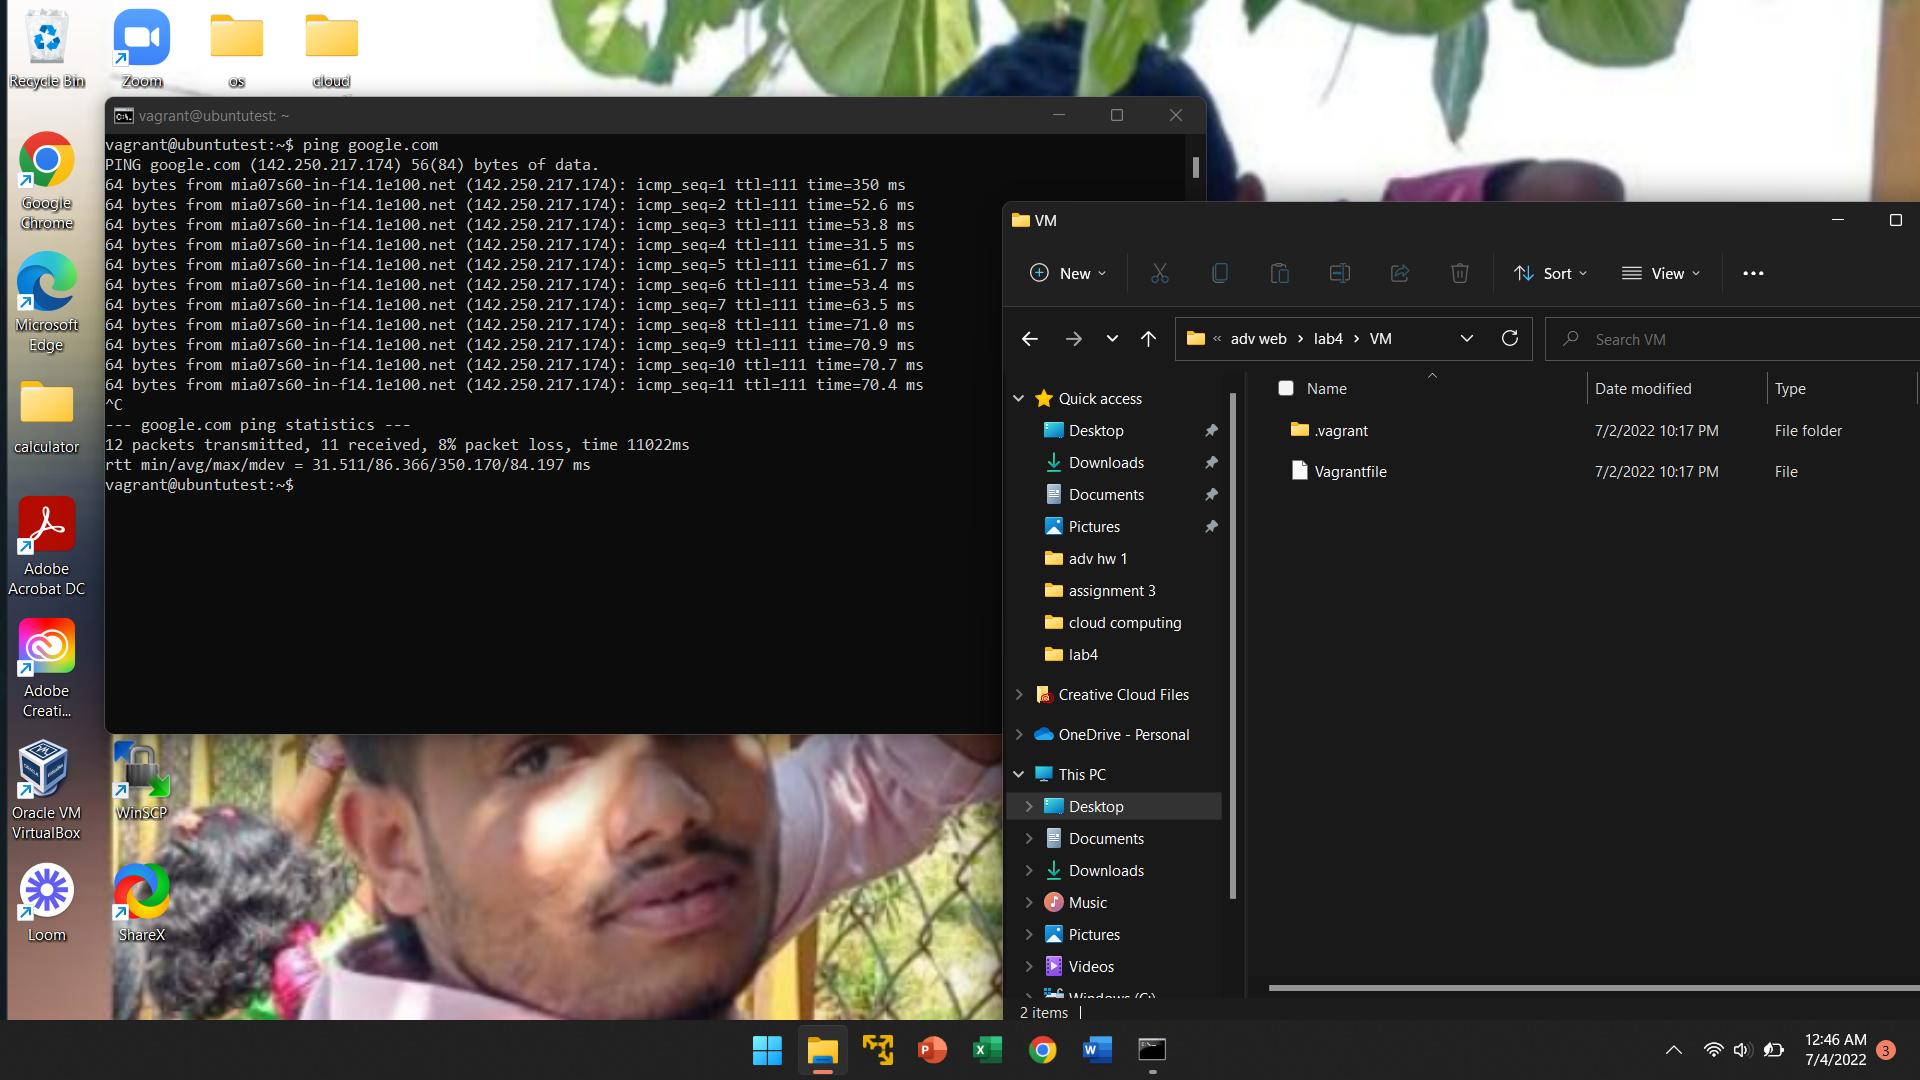 Recycle Bin
Zoom
os
cloud
Google
Chrome
Microsoft
Edge
calculator
Adobe
Acrobat DC
Adobe
Creati...
Oracle VM
VirtualBox
WinSCP
Loom
ShareX
vagrant@ubuntutest: ~
vagrant@ubuntutest:~$ ping google.com
PING google.com (142.250.217.174) 56(84) bytes of data.
64 bytes from mia07s60-in-f14.1e100.net (142.250.217.174): icmp_seq=1 ttl=111 time=350 ms
64 bytes from mia07s60-in-f14.1e100.net (142.250.217.174): icmp_seq=2 ttl=111 time=52.6 ms
64 bytes from mia07s60-in-f14.1e100.net (142.250.217.174): icmp_seq=3 ttl=111 time=53.8 ms
64 bytes from mia07s60-in-f14.1e100.net (142.250.217.174): icmp_seq=4 ttl=111 time=31.5 ms
64 bytes from mia07s60-in-f14.1e100.net (142.250.217.174): icmp_seq=5 ttl=111 time=61.7 ms
64 bytes from mia07s60-in-f14.1e100.net (142.250.217.174): icmp_seq=6 ttl=111 time=53.4 ms
64 bytes from mia07s60-in-f14.1e100.net (142.250.217.174): icmp_seq=7 ttl=111 time=63.5 ms
64 bytes from mia07s60-in-f14.1e100.net (142.250.217.174): icmp_seq=8 ttl=111 time=71.0 ms
64 bytes from mia07s60-in-f14.1e100.net (142.250.217.174): icmp_seq=9 ttl=111 time=70.9 ms
64 bytes from mia07s60-in-f14.1e100.net (142.250.217.174): icmp_seq=10 ttl=111 time=70.7 ms
64 bytes from mia07s60-in-f14.1e100.net (142.250.217.174): icmp_seq=11 ttl=111 time=70.4 ms
^C
--- google.com ping statistics ---
12 packets transmitted, 11 received, 8% packet loss, time 11022ms
rtt min/avg/max/mdev = 31.511/86.366/350.170/84.197 ms
vagrant@ubuntutest:~$
VM
New
Sort
View
« adv web › lab4 › VM
Search VM
Quick access
Desktop
Downloads
Documents
Pictures
adv hw 1
assignment 3
cloud computing
lab4
Creative Cloud Files
OneDrive - Personal
This PC
Desktop
Documents
Downloads
Music
Pictures
Videos
Windows (C:)
Name Date modified Type
.vagrant 7/2/2022 10:17 PM File folder
Vagrantfile 7/2/2022 10:17 PM File
2 items
12:46 AM
7/4/2022
3